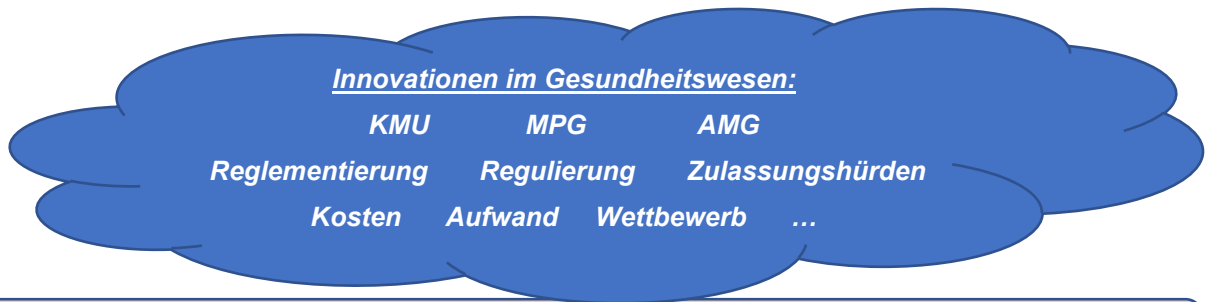 Innovationen im Gesundheitswesen:
KMU MPG AMG
Reglementierung Regulierung Zulassungshürden
Kosten Aufwand Wettbewerb …